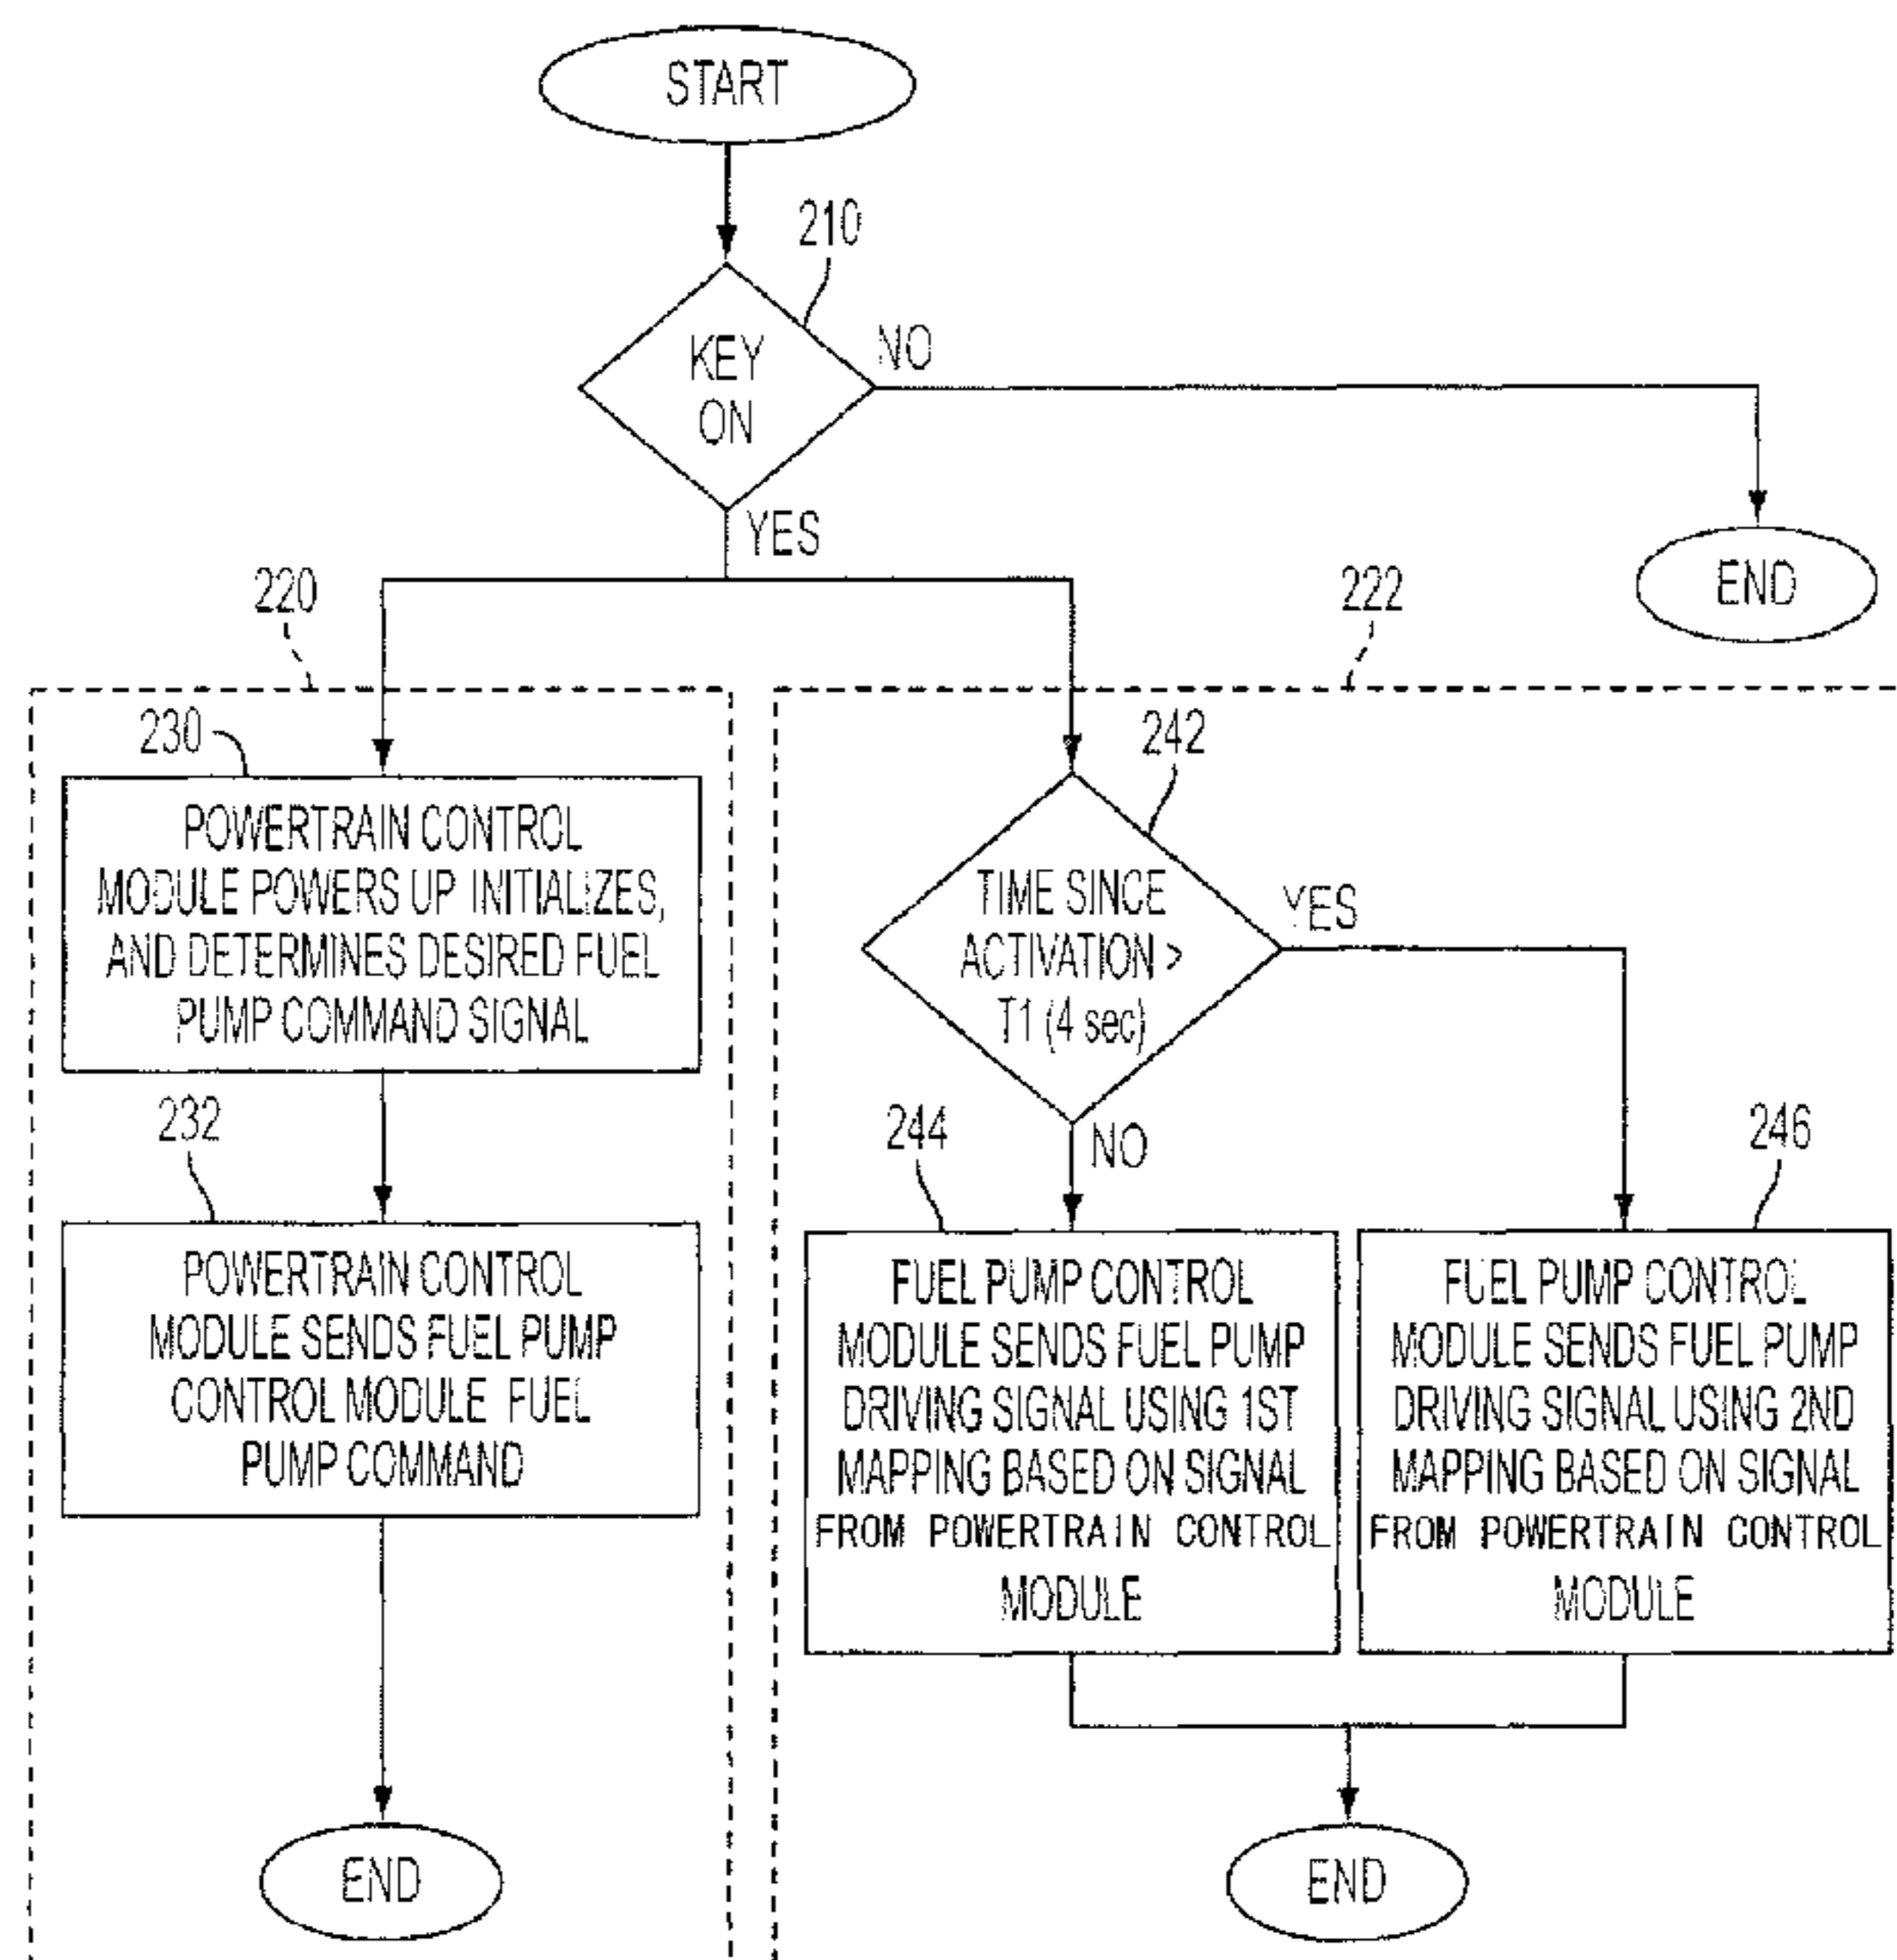 START
210
KEY
ON
NO
YES
END
220
222
230
POWERTRAIN CONTROL
MODULE POWERS UP INITIALIZES,
AND DETERMINES DESIRED FUEL
PUMP COMMAND SIGNAL
232
POWERTRAIN CONTROL
MODULE SENDS FUEL PUMP
CONTROL MODULE FUEL
PUMP COMMAND
END
242
TIME SINCE
ACTIVATION >
T1 (4 sec)
YES
NO
244
FUEL PUMP CONTROL
MODULE SENDS FUEL PUMP
DRIVING SIGNAL USING 1ST
MAPPING BASED ON SIGNAL
FROM POWERTRAIN CONTROL
MODULE
246
FUEL PUMP CONTROL
MODULE SENDS FUEL PUMP
DRIVING SIGNAL USING 2ND
MAPPING BASED ON SIGNAL
FROM POWERTRAIN CONTROL
MODULE
END